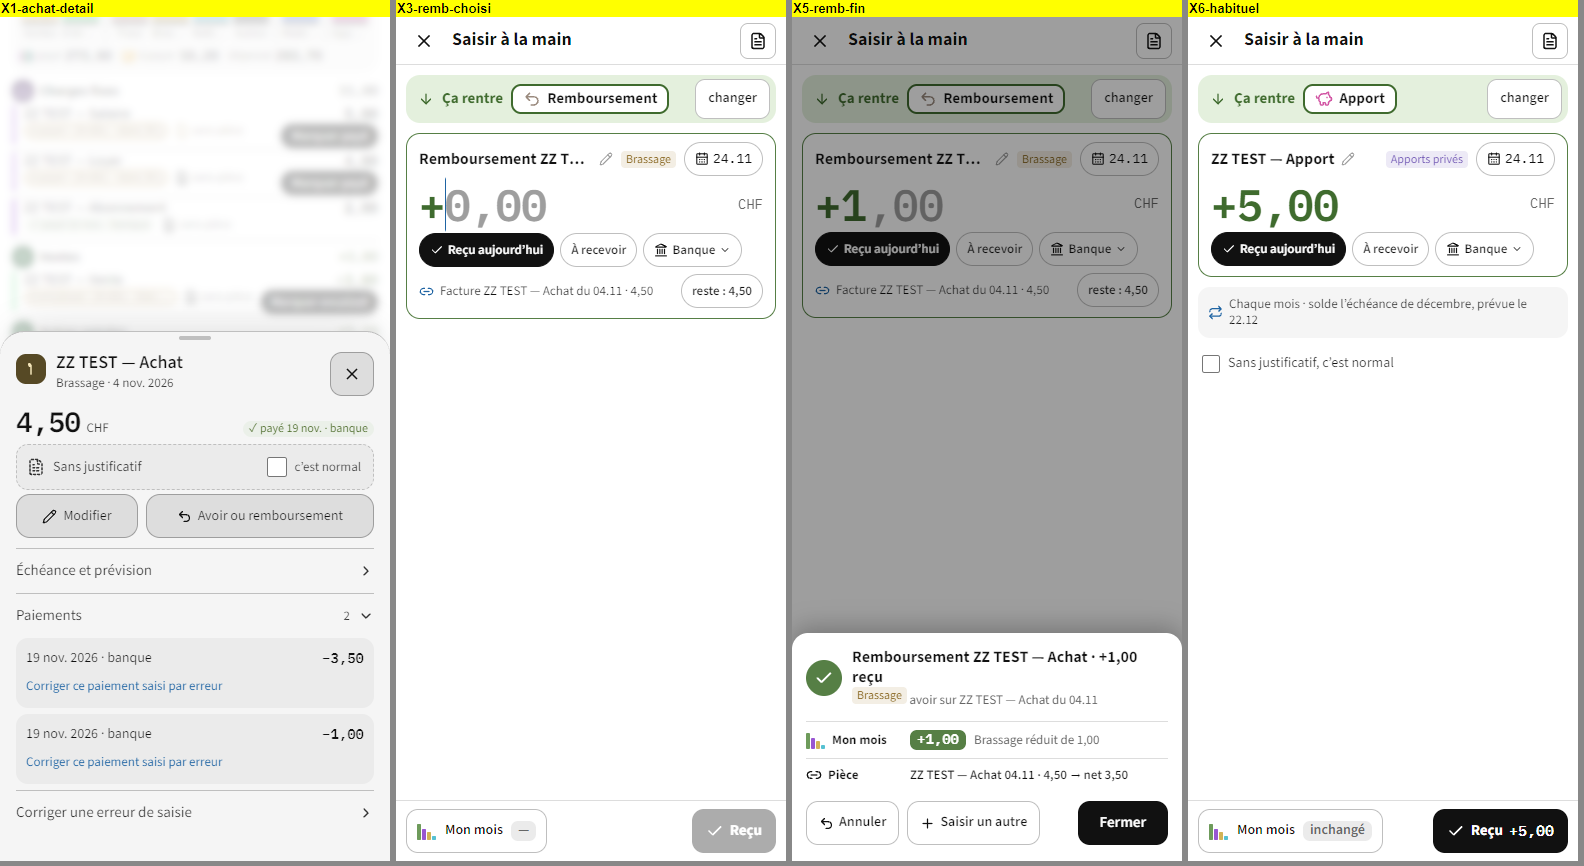 X1-achat-detail
ZZ TEST — Achat
Brassage · 4 nov. 2026
4,50 CHF
✓ payé 19 nov. · banque
Sans justificatif
c'est normal
Modifier
Avoir ou remboursement
Échéance et prévision
Paiements
2
19 nov. 2026 · banque
−3,50
Corriger ce paiement saisi par erreur
19 nov. 2026 · banque
−1,00
Corriger ce paiement saisi par erreur
Corriger une erreur de saisie
X3-remb-choisi
Saisir à la main
Ça rentre
Remboursement
changer
Remboursement ZZ T…
Brassage
24.11
+0,00
CHF
Reçu aujourd’hui
À recevoir
Banque
Facture ZZ TEST — Achat du 04.11 · 4,50
reste : 4,50
Mon mois —
Reçu
X5-remb-fin
Saisir à la main
Ça rentre
Remboursement
changer
Remboursement ZZ T…
Brassage
24.11
+1,00
CHF
Reçu aujourd’hui
À recevoir
Banque
Facture ZZ TEST — Achat du 04.11 · 4,50
reste : 4,50
Remboursement ZZ TEST — Achat · +1,00
reçu
Brassage avoir sur ZZ TEST — Achat du 04.11
Mon mois
+1,00
Brassage réduit de 1,00
Pièce
ZZ TEST — Achat 04.11 · 4,50 → net 3,50
Annuler
Saisir un autre
Fermer
X6-habituel
Saisir à la main
Ça rentre
Apport
changer
ZZ TEST — Apport
Apports privés
24.11
+5,00
CHF
Reçu aujourd’hui
À recevoir
Banque
Chaque mois · solde l’échéance de décembre, prévue le
22.12
Sans justificatif, c’est normal
Mon mois inchangé
Reçu +5,00